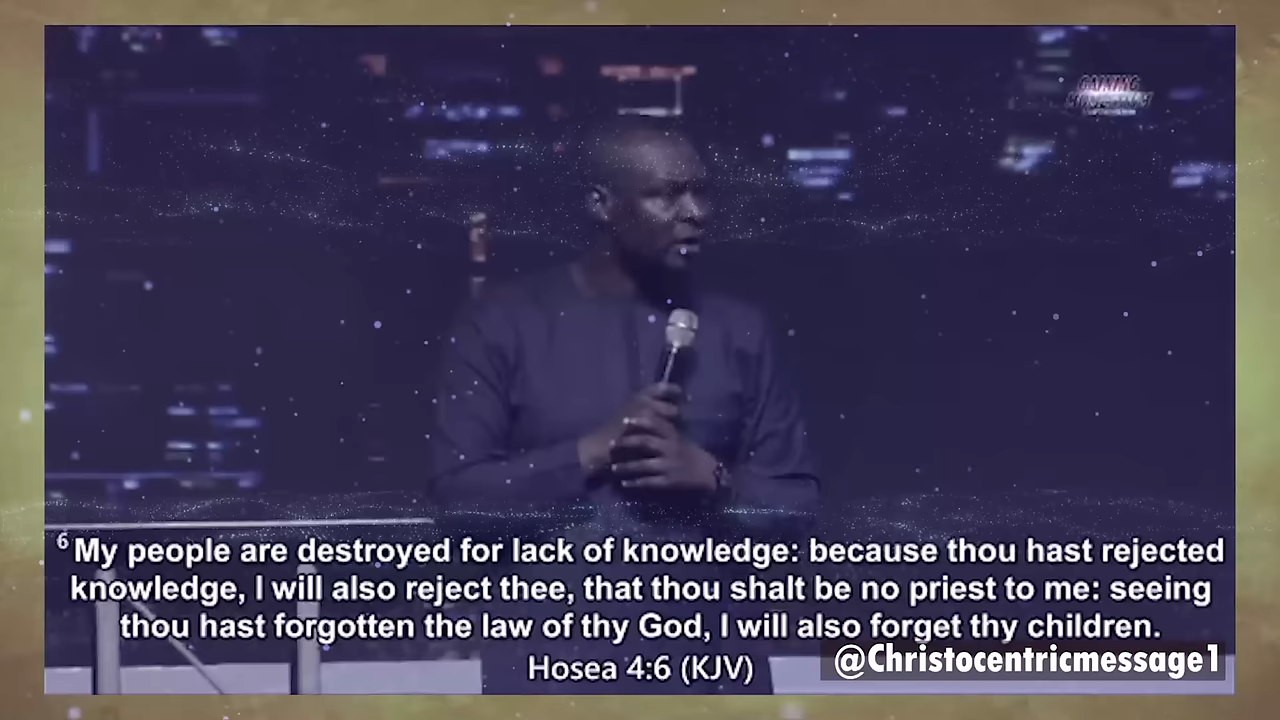 GAINING
6 My people are destroyed for lack of knowledge: because thou hast rejected
knowledge, I will also reject thee, that thou shalt be no priest to me: seeing
thou hast forgotten the law of thy God, I will also forget thy children.
Hosea 4:6 (KJV)
@Christocentricmessage1